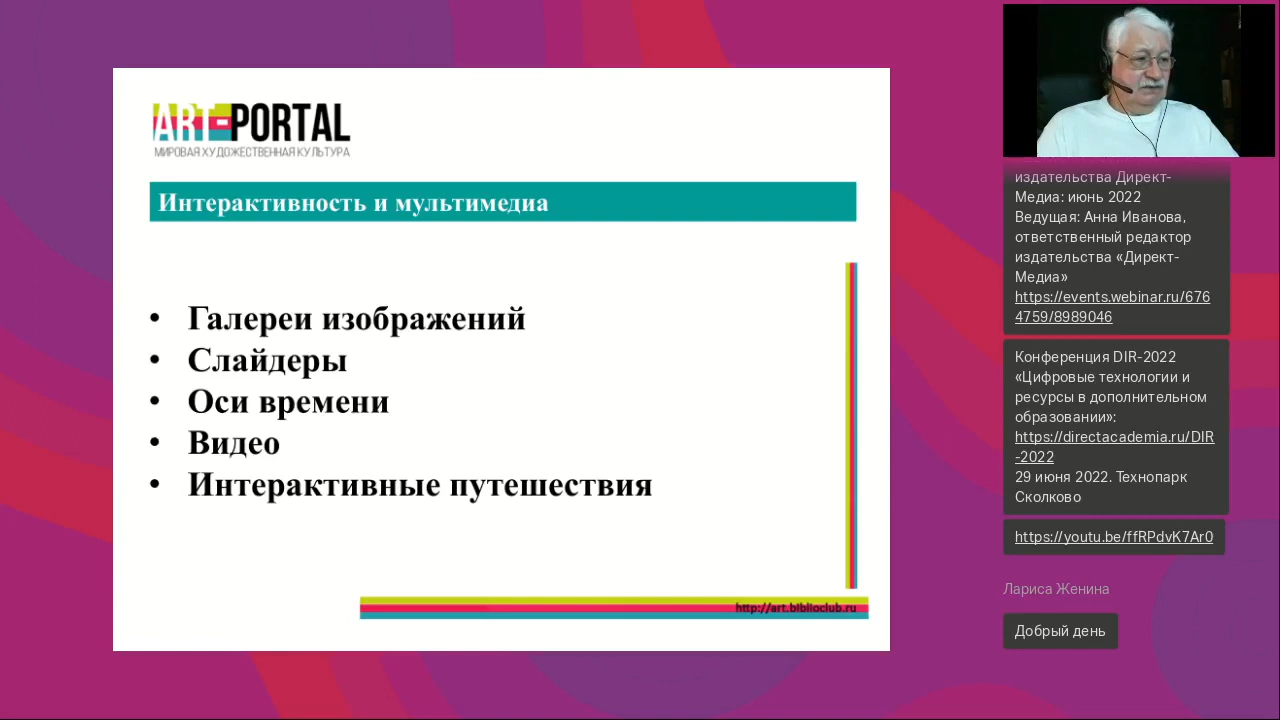 ART-PORTAL
МИРОВАЯ ХУДОЖЕСТВЕННАЯ КУЛЬТУРА
Интерактивность и мультимедиа
• Галереи изображений
• Слайдеры
• Оси времени
• Видео
• Интерактивные путешествия
http://art.biblioclub.ru
издательства Директ-
Медиа: июнь 2022
Ведущая: Анна Иванова,
ответственный редактор
издательства «Директ-
Медиа»
https://events.webinar.ru/676
4759/8989046
Конференция DIR-2022
«Цифровые технологии и
ресурсы в дополнительном
образовании»:
https://directacademia.ru/DIR
-2022
29 июня 2022. Технопарк
Сколково
https://youtu.be/ffRPdvK7Ar0
Лариса Женина
Добрый день